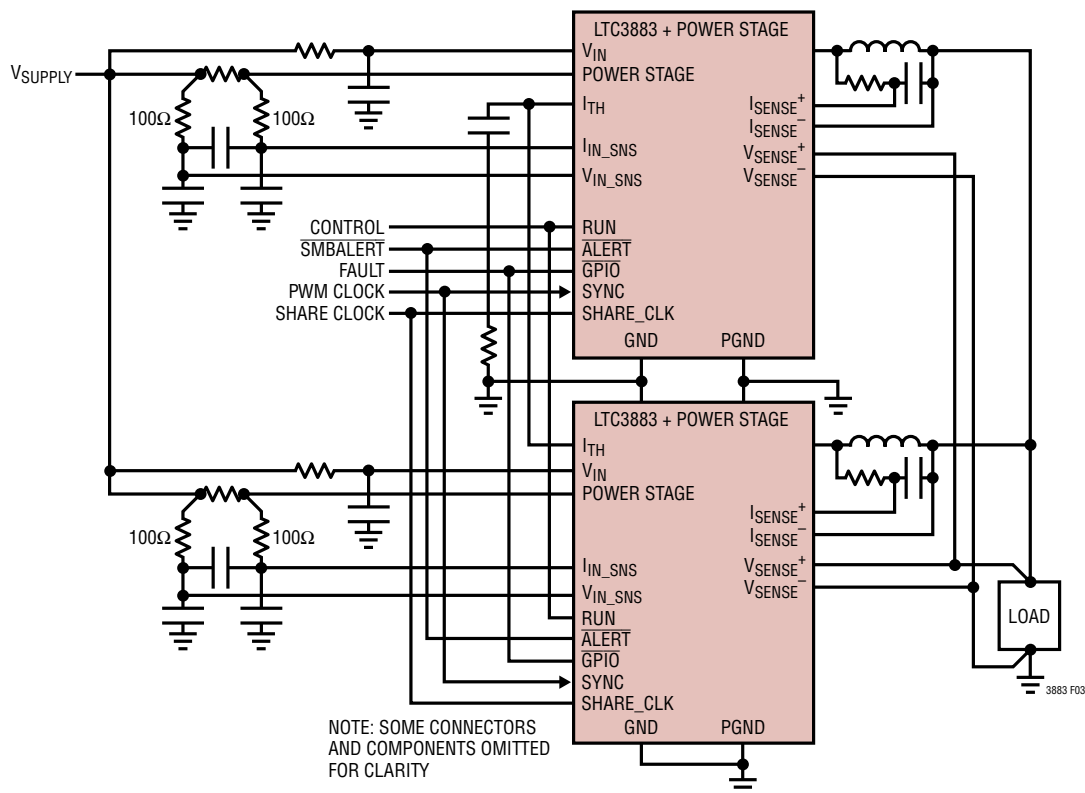 LTC3883 + POWER STAGE
VSUPPLY
VIN
POWER STAGE
ITH
100Ω
100Ω
IIN_SNS
VIN_SNS
ISENSE+
ISENSE–
VSENSE+
VSENSE–
CONTROL
RUN
SMBALERT
ALERT
FAULT
GPIO
PWM CLOCK
SYNC
SHARE CLOCK
SHARE_CLK
GND
PGND
LTC3883 + POWER STAGE
ITH
VIN
POWER STAGE
100Ω
100Ω
IIN_SNS
VIN_SNS
ISENSE+
ISENSE–
VSENSE+
VSENSE–
RUN
ALERT
GPIO
SYNC
SHARE_CLK
GND
PGND
LOAD
3883 F03
NOTE: SOME CONNECTORS
AND COMPONENTS OMITTED
FOR CLARITY